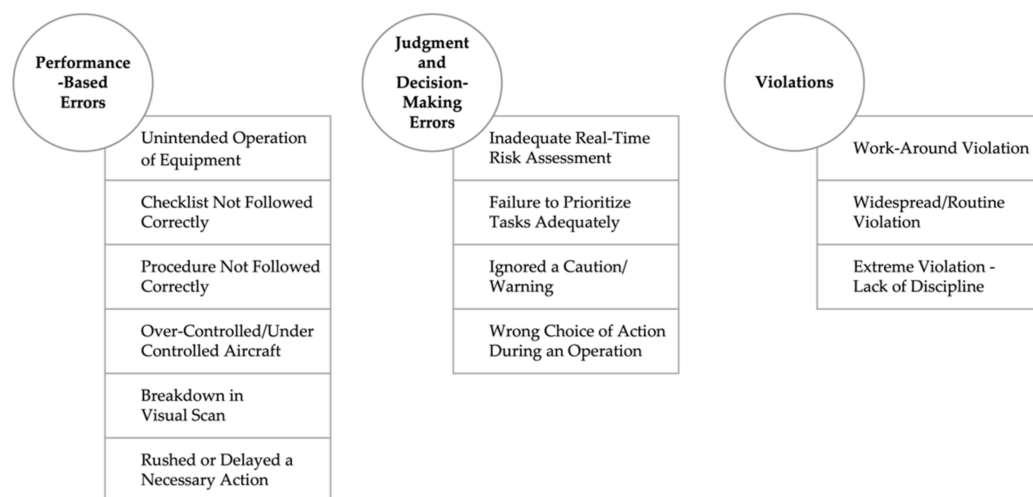 Performance
-Based
Errors
Unintended Operation
of Equipment
Checklist Not Followed
Correctly
Procedure Not Followed
Correctly
Over-Controlled/Under
Controlled Aircraft
Breakdown in
Visual Scan
Rushed or Delayed a
Necessary Action
Judgment
and
Decision-
Making
Errors
Inadequate Real-Time
Risk Assessment
Failure to Prioritize
Tasks Adequately
Ignored a Caution/
Warning
Wrong Choice of Action
During an Operation
Violations
Work-Around Violation
Widespread/Routine
Violation
Extreme Violation -
Lack of Discipline